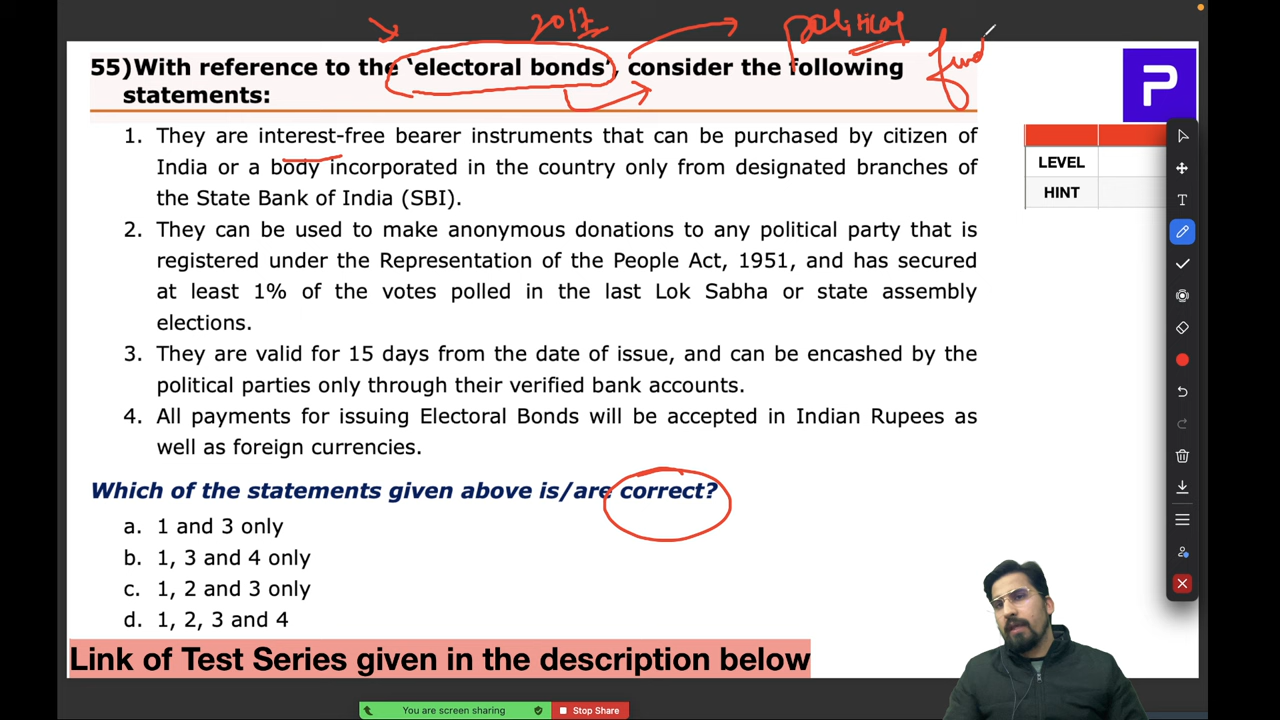 2017
political
fund
55)With reference to the ‘electoral bonds’, consider the following
statements:
1. They are interest-free bearer instruments that can be purchased by citizen of
India or a body incorporated in the country only from designated branches of
the State Bank of India (SBI).
2. They can be used to make anonymous donations to any political party that is
registered under the Representation of the People Act, 1951, and has secured
at least 1% of the votes polled in the last Lok Sabha or state assembly
elections.
3. They are valid for 15 days from the date of issue, and can be encashed by the
political parties only through their verified bank accounts.
4. All payments for issuing Electoral Bonds will be accepted in Indian Rupees as
well as foreign currencies.
Which of the statements given above is/are correct?
a. 1 and 3 only
b. 1, 3 and 4 only
c. 1, 2 and 3 only
d. 1, 2, 3 and 4
Link of Test Series given in the description below
P
LEVEL
HINT
T
You are screen sharing
Stop Share